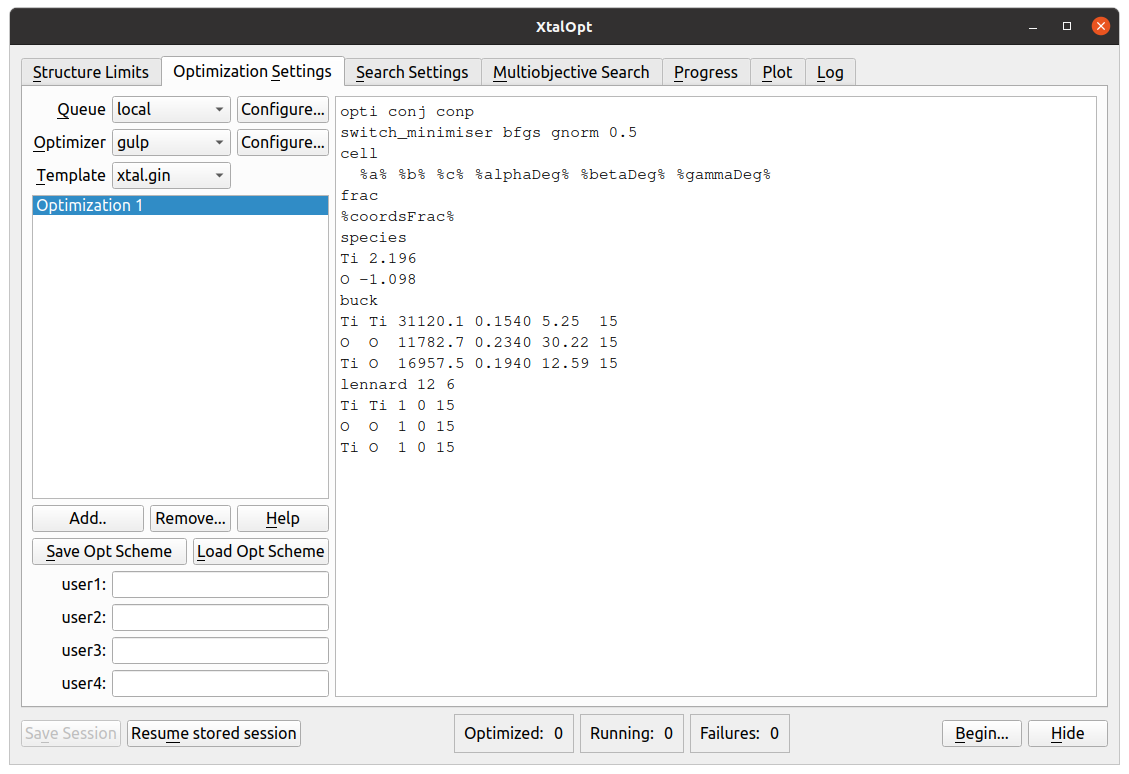 XtalOpt
Structure Limits Optimization Settings Search Settings Multiobjective Search Progress Plot Log
Queue local Configure...
Optimizer gulp Configure...
Template xtal.gin
Optimization 1
opti conj conp
switch_minimiser bfgs gnorm 0.5
cell
%a% %b% %c% %alphaDeg% %betaDeg% %gammaDeg%
frac
%coordsFrac%
species
Ti 2.196
O -1.098
buck
Ti Ti 31120.1 0.1540 5.25 15
O O 11782.7 0.2340 30.22 15
Ti O 16957.5 0.1940 12.59 15
lennard 12 6
Ti Ti 1 0 15
O O 1 0 15
Ti O 1 0 15
Add.. Remove... Help
Save Opt Scheme Load Opt Scheme
user1:
user2:
user3:
user4:
Save Session Resume stored session Optimized: 0 Running: 0 Failures: 0 Begin... Hide